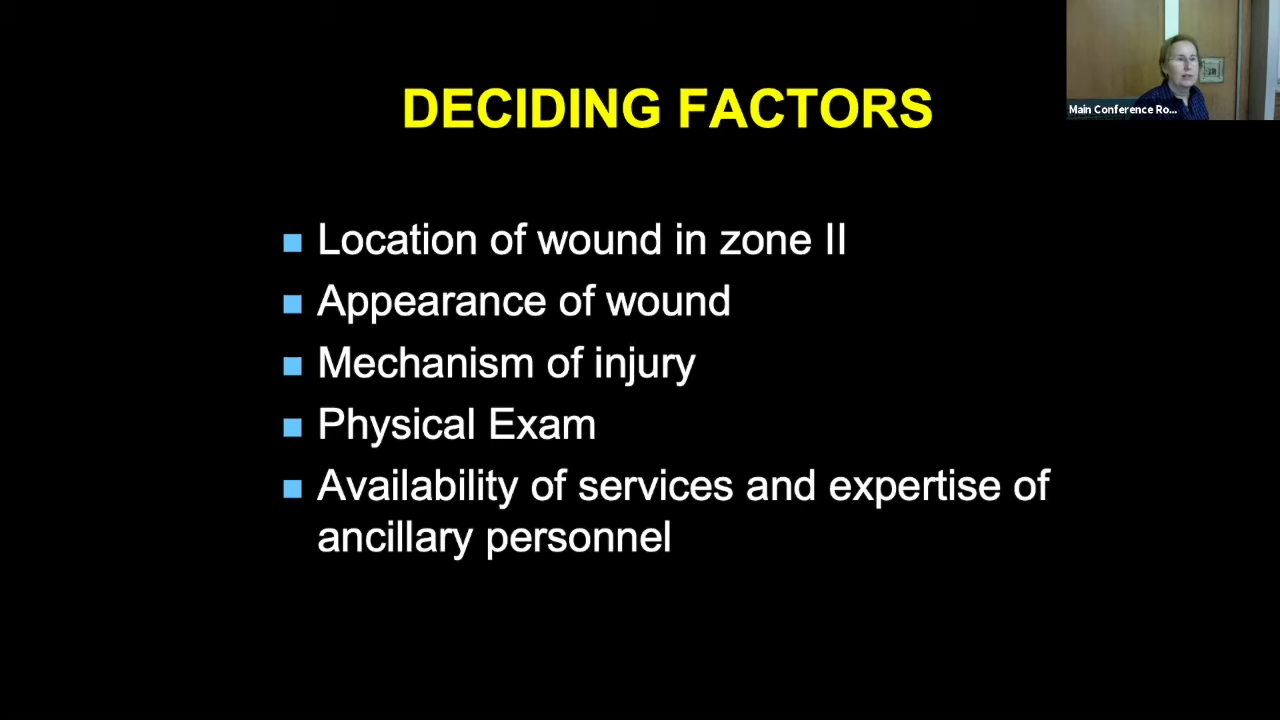 Main Conference Ro...
DECIDING FACTORS
Location of wound in zone II
Appearance of wound
Mechanism of injury
Physical Exam
Availability of services and expertise of
ancillary personnel